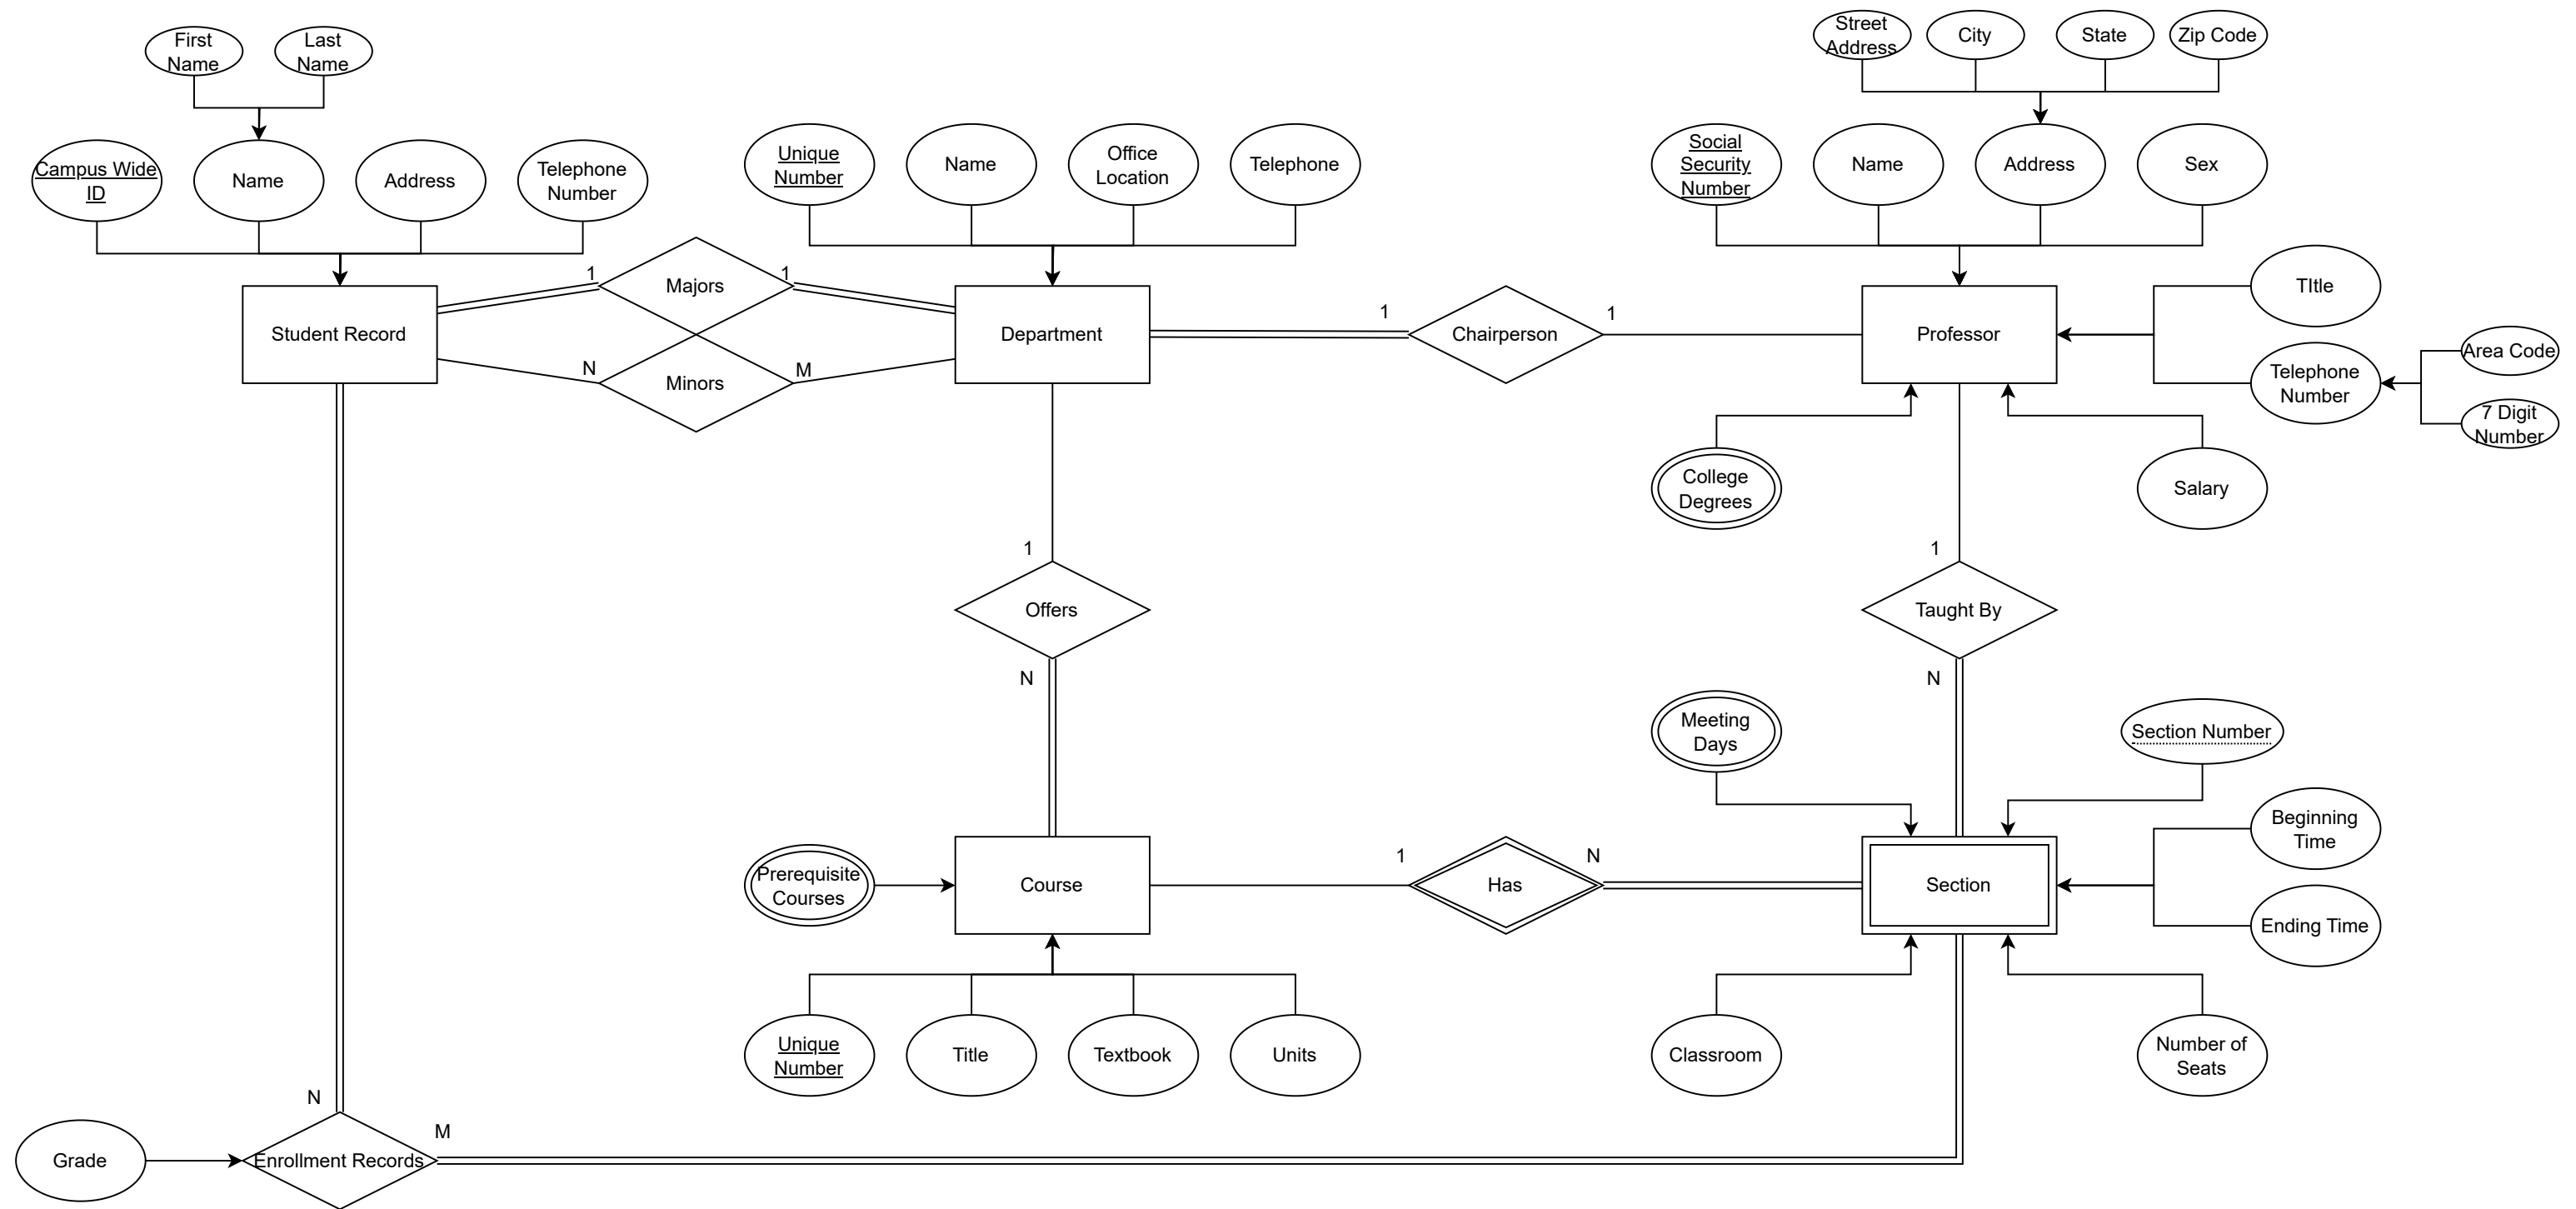 Street
Address
City
State
Zip Code
First
Name
Last
Name
Campus Wide
ID
Name
Address
Telephone
Number
Unique
Number
Name
Office
Location
Telephone
Social
Security
Number
Name
Address
Sex
1
Majors
1
TItle
Student Record
Department
1
Chairperson
1
Professor
N
Minors
M
Telephone
Number
Area Code
7 Digit
Number
College
Degrees
Salary
1
Offers
N
1
Taught By
N
Meeting
Days
Section Number
Beginning
Time
Prerequisite
Courses
Course
1
Has
N
Section
Ending Time
Unique
Number
Title
Textbook
Units
Classroom
Number of
Seats
N
M
Grade
Enrollment Records